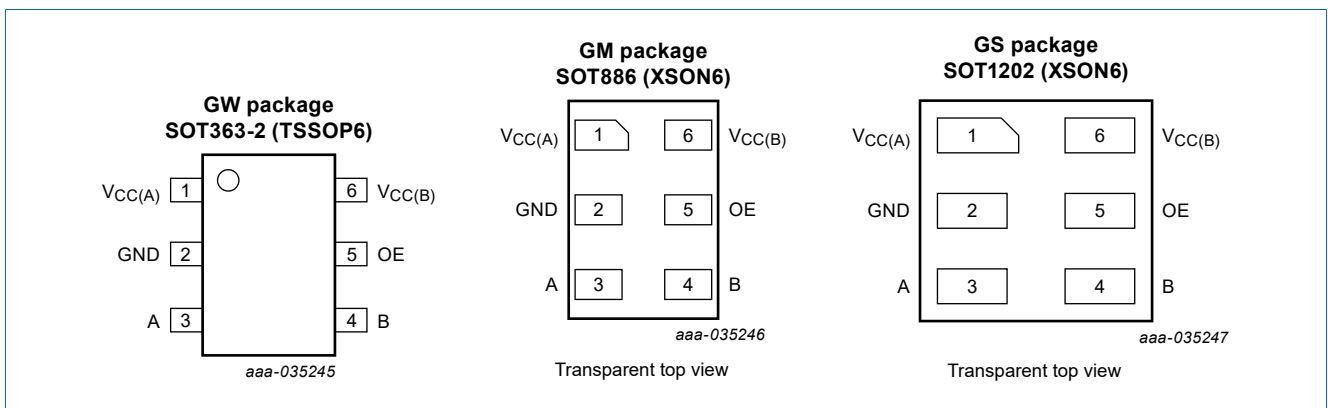 GW package
SOT363-2 (TSSOP6)
VCC(A) 1 6 VCC(B)
GND 2 5 OE
A 3 4 B
aaa-035245
GM package
SOT886 (XSON6)
VCC(A) 1 6 VCC(B)
GND 2 5 OE
A 3 4 B
aaa-035246
Transparent top view
GS package
SOT1202 (XSON6)
VCC(A) 1 6 VCC(B)
GND 2 5 OE
A 3 4 B
aaa-035247
Transparent top view